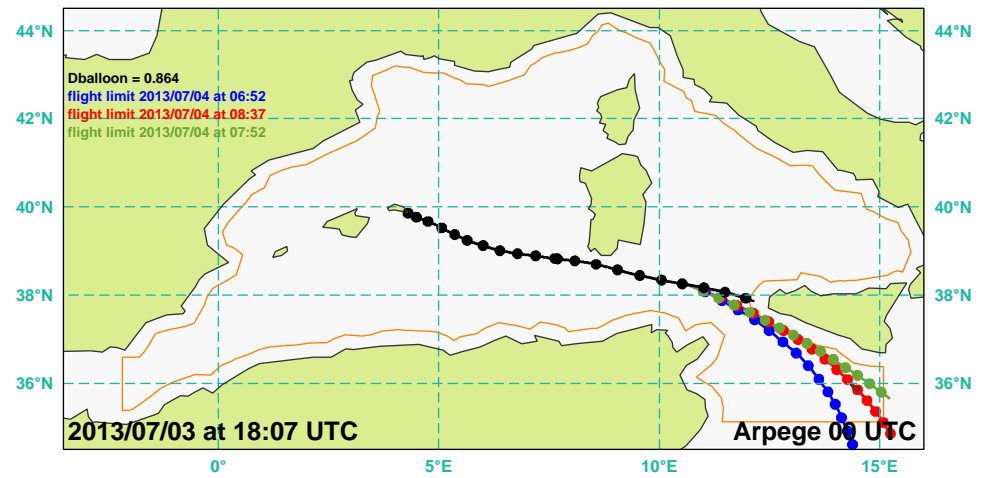 44°N
44°N
Dballoon = 0.864
flight limit 2013/07/04 at 06:52
flight limit 2013/07/04 at 08:37
42°N
42°N
flight limit 2013/07/04 at 07:52
40°N
40°N
38°N
38°N
36°N
36°N
2013/07/03 at 18:07 UTC
Arpege 00 UTC
0°
5°E
10°E
15°E